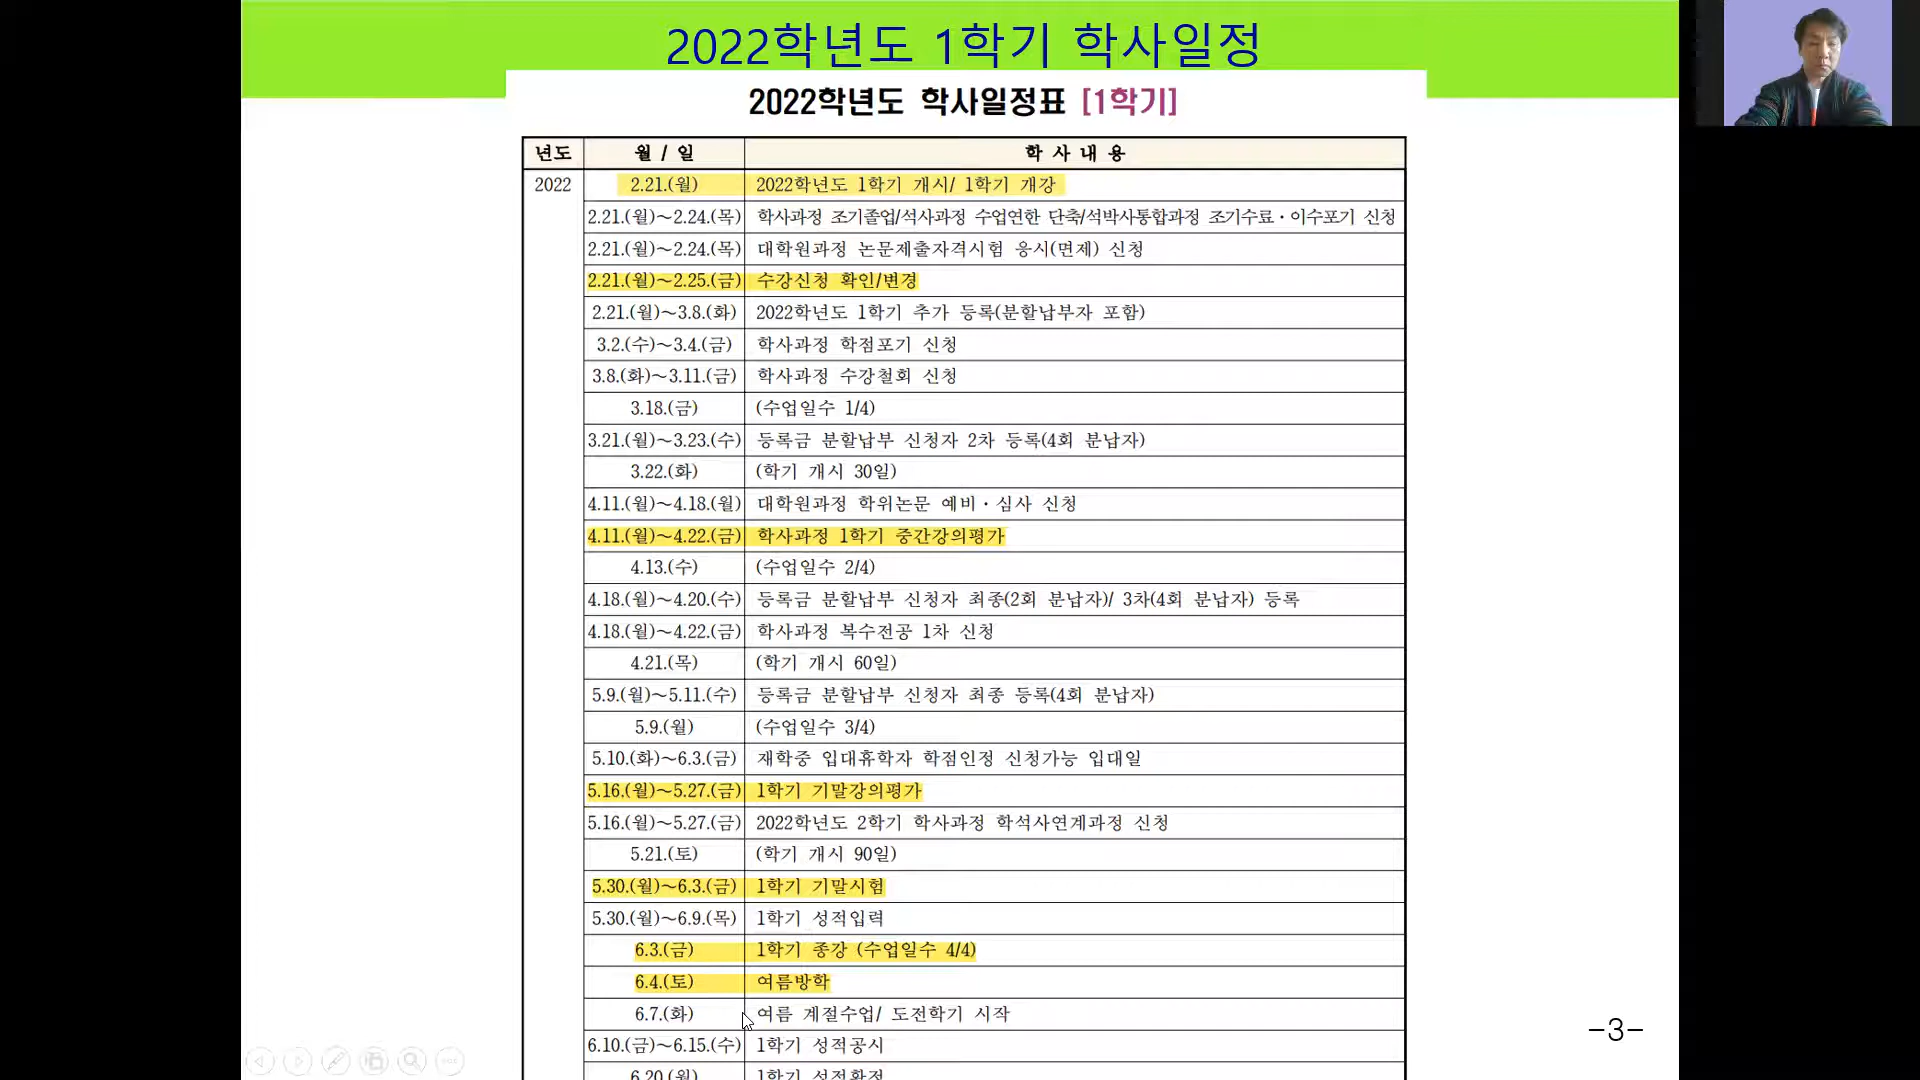 2022학년도 1학기 학사일정
2022학년도 학사일정표 [1학기]
년도 월 / 일 학 사 내 용
2022 2.21.(월) 2022학년도 1학기 개시/ 1학기 개강
2.21.(월)~2.24.(목) 학사과정 조기졸업/석사과정 수업연한 단축/석박사통합과정 조기수료·이수포기 신청
2.21.(월)~2.24.(목) 대학원과정 논문제출자격시험 응시(면제) 신청
2.21.(월)~2.25.(금) 수강신청 확인/변경
2.21.(월)~3.8.(화) 2022학년도 1학기 추가 등록(분할납부자 포함)
3.2.(수)~3.4.(금) 학사과정 학점포기 신청
3.8.(화)~3.11.(금) 학사과정 수강철회 신청
3.18.(금) (수업일수 1/4)
3.21.(월)~3.23.(수) 등록금 분할납부 신청자 2차 등록(4회 분납자)
3.22.(화) (학기 개시 30일)
4.11.(월)~4.18.(월) 대학원과정 학위논문 예비·심사 신청
4.11.(월)~4.22.(금) 학사과정 1학기 중간강의평가
4.13.(수) (수업일수 2/4)
4.18.(월)~4.20.(수) 등록금 분할납부 신청자 최종(2회 분납자)/ 3차(4회 분납자) 등록
4.18.(월)~4.22.(금) 학사과정 복수전공 1차 신청
4.21.(목) (학기 개시 60일)
5.9.(월)~5.11.(수) 등록금 분할납부 신청자 최종 등록(4회 분납자)
5.9.(월) (수업일수 3/4)
5.10.(화)~6.3.(금) 재학중 입대휴학자 학점인정 신청가능 입대일
5.16.(월)~5.27.(금) 1학기 기말강의평가
5.16.(월)~5.27.(금) 2022학년도 2학기 학사과정 학석사연계과정 신청
5.21.(토) (학기 개시 90일)
5.30.(월)~6.3.(금) 1학기 기말시험
5.30.(월)~6.9.(목) 1학기 성적입력
6.3.(금) 1학기 종강 (수업일수 4/4)
6.4.(토) 여름방학
6.7.(화) 여름 계절수업/ 도전학기 시작
6.10.(금)~6.15.(수) 1학기 성적공시
6.20.(월) 1학기 성적확정
-3-